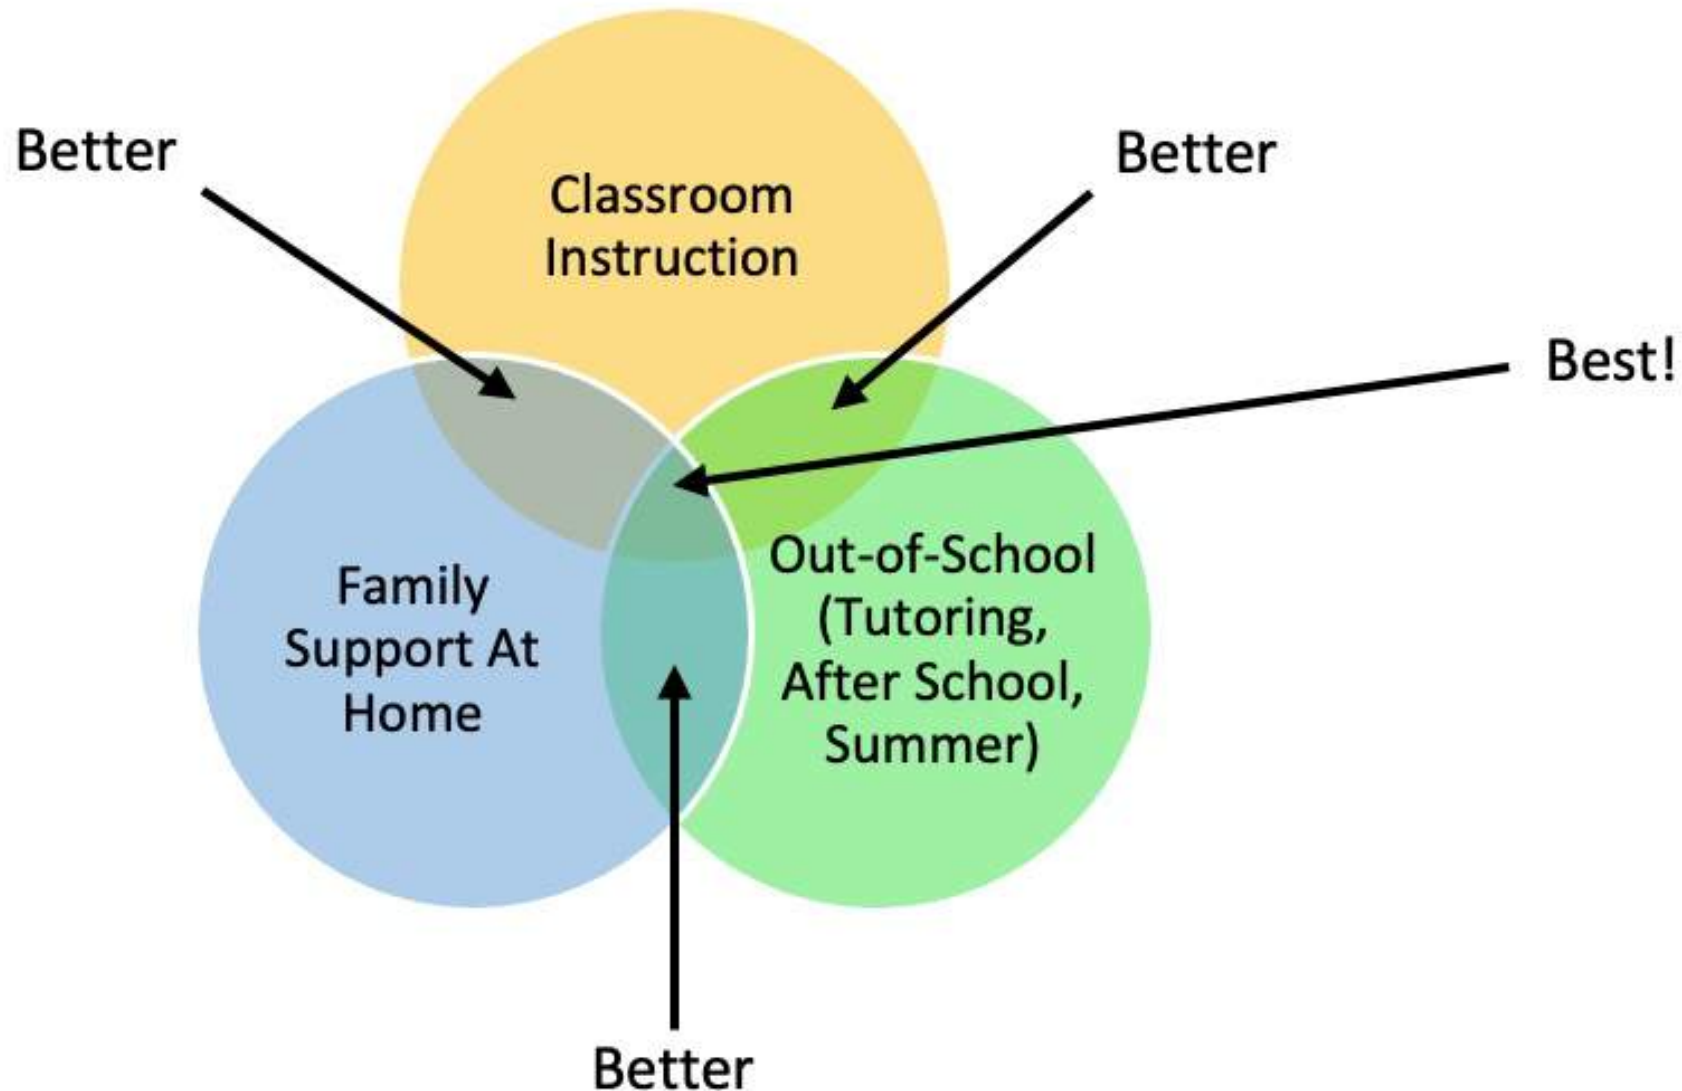 Better
Better
Classroom
Instruction
Best!
Family
Support At
Home
Out-of-School
(Tutoring,
After School,
Summer)
Better